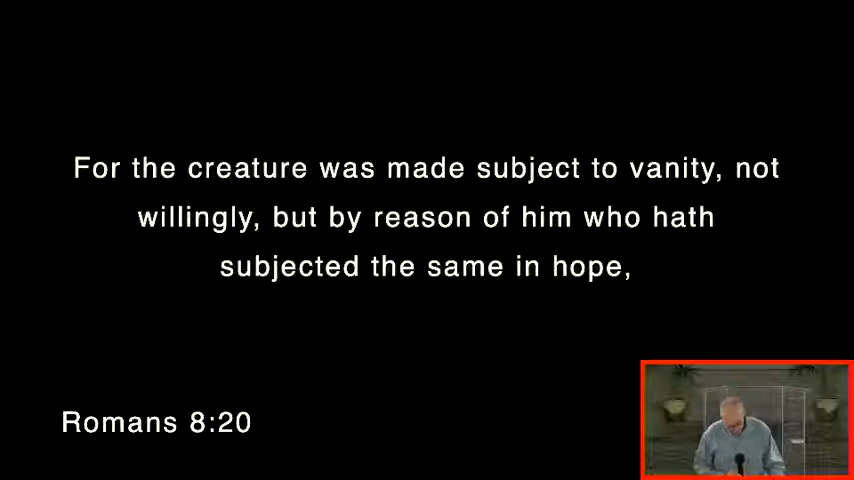 For the creature was made subject to vanity, not
willingly, but by reason of him who hath
subjected the same in hope,
Romans 8:20